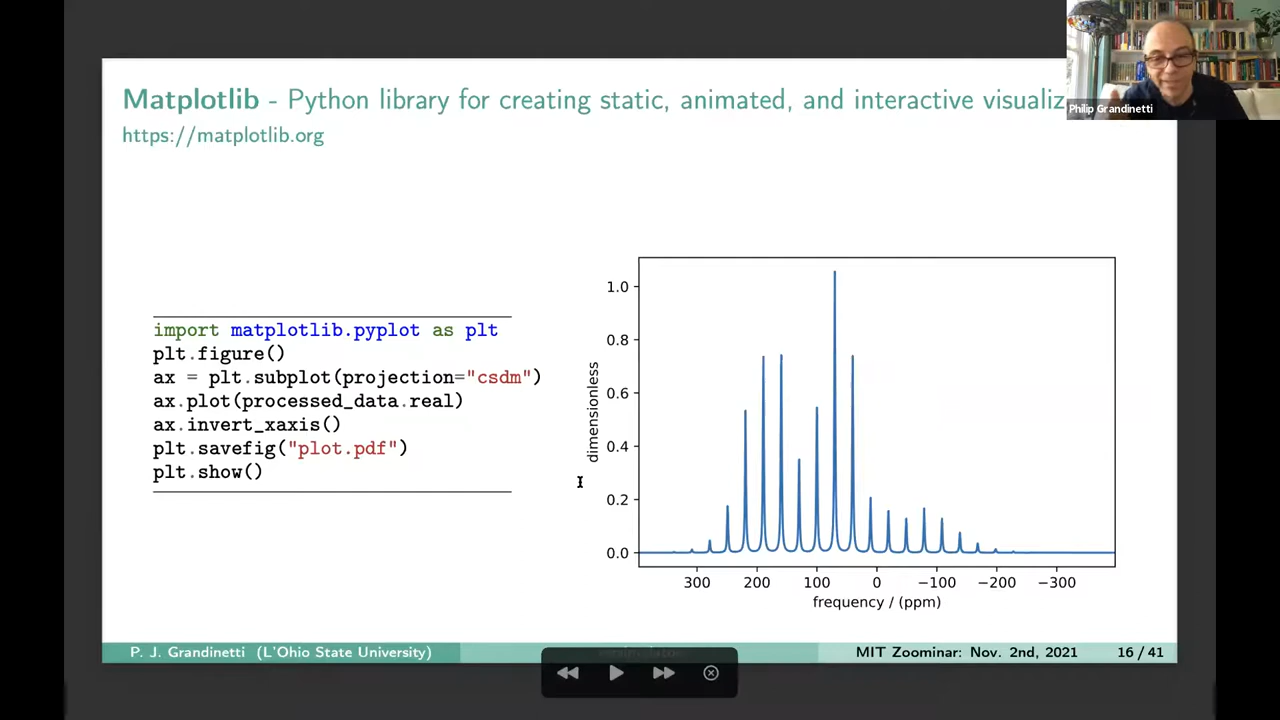 Matplotlib - Python library for creating static, animated, and interactive
https://matplotlib.org
Philip Grandinetti
import matplotlib.pyplot as plt
plt.figure()
ax = plt.subplot(projection="csdm")
ax.plot(processed_data.real)
ax.invert_xaxis()
plt.savefig("plot.pdf")
plt.show()
1.0
0.8
0.6
0.4
0.2
0.0
dimensionless
300 200 100 0 −100 −200 −300
frequency / (ppm)
P. J. Grandinetti (L'Ohio State University)
MIT Zoominar: Nov. 2nd, 2021 16 / 41